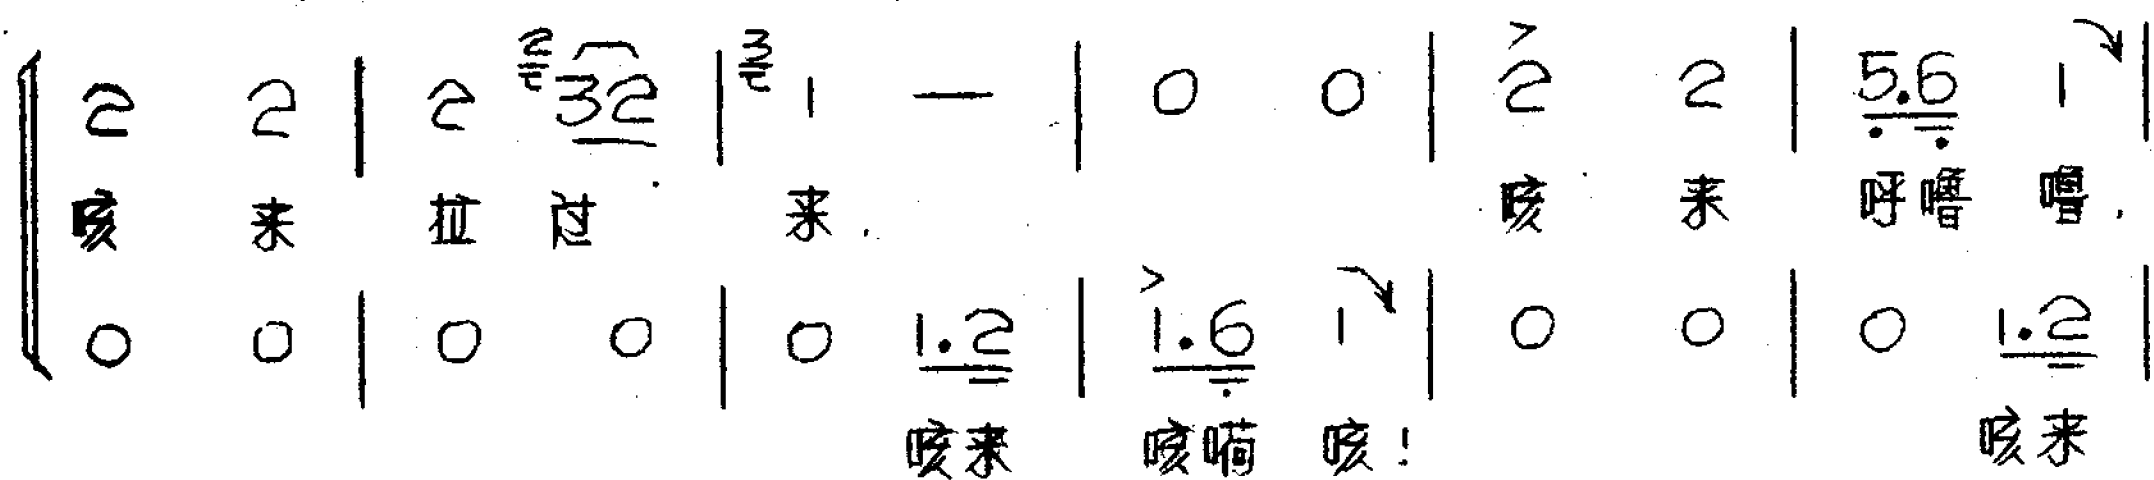 2 2 | 2 32 | 1 — | 0 0 | 2 2 | 5.6 1 |
咳 来 拉 过 来. 咳 来 呼 噜 噜.
0 0 | 0 0 | 0 1.2 | 1.6 1 | 0 0 | 0 1.2 |
咳来 咳嗬 咳! 咳来